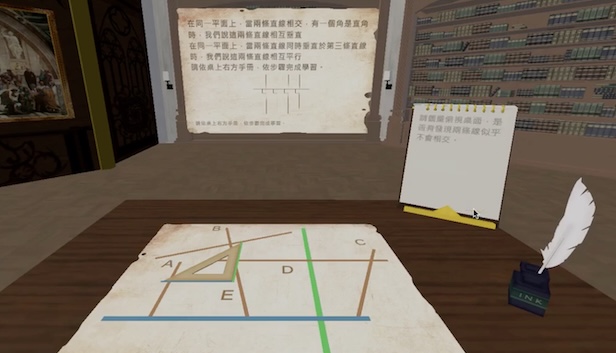 在同一平面上，當兩條直線相交，有一個角是直角
時，我們說這兩條直線相互垂直
在同一平面上，當兩條直線同時垂直於第三條直線
時，我們說這兩條直線相互平行
請依桌上右方手冊，依步驟完成學習。
請觀察前面桌面，是
否有發現兩條線似乎
不會相交。
B
C
A
D
E
INK